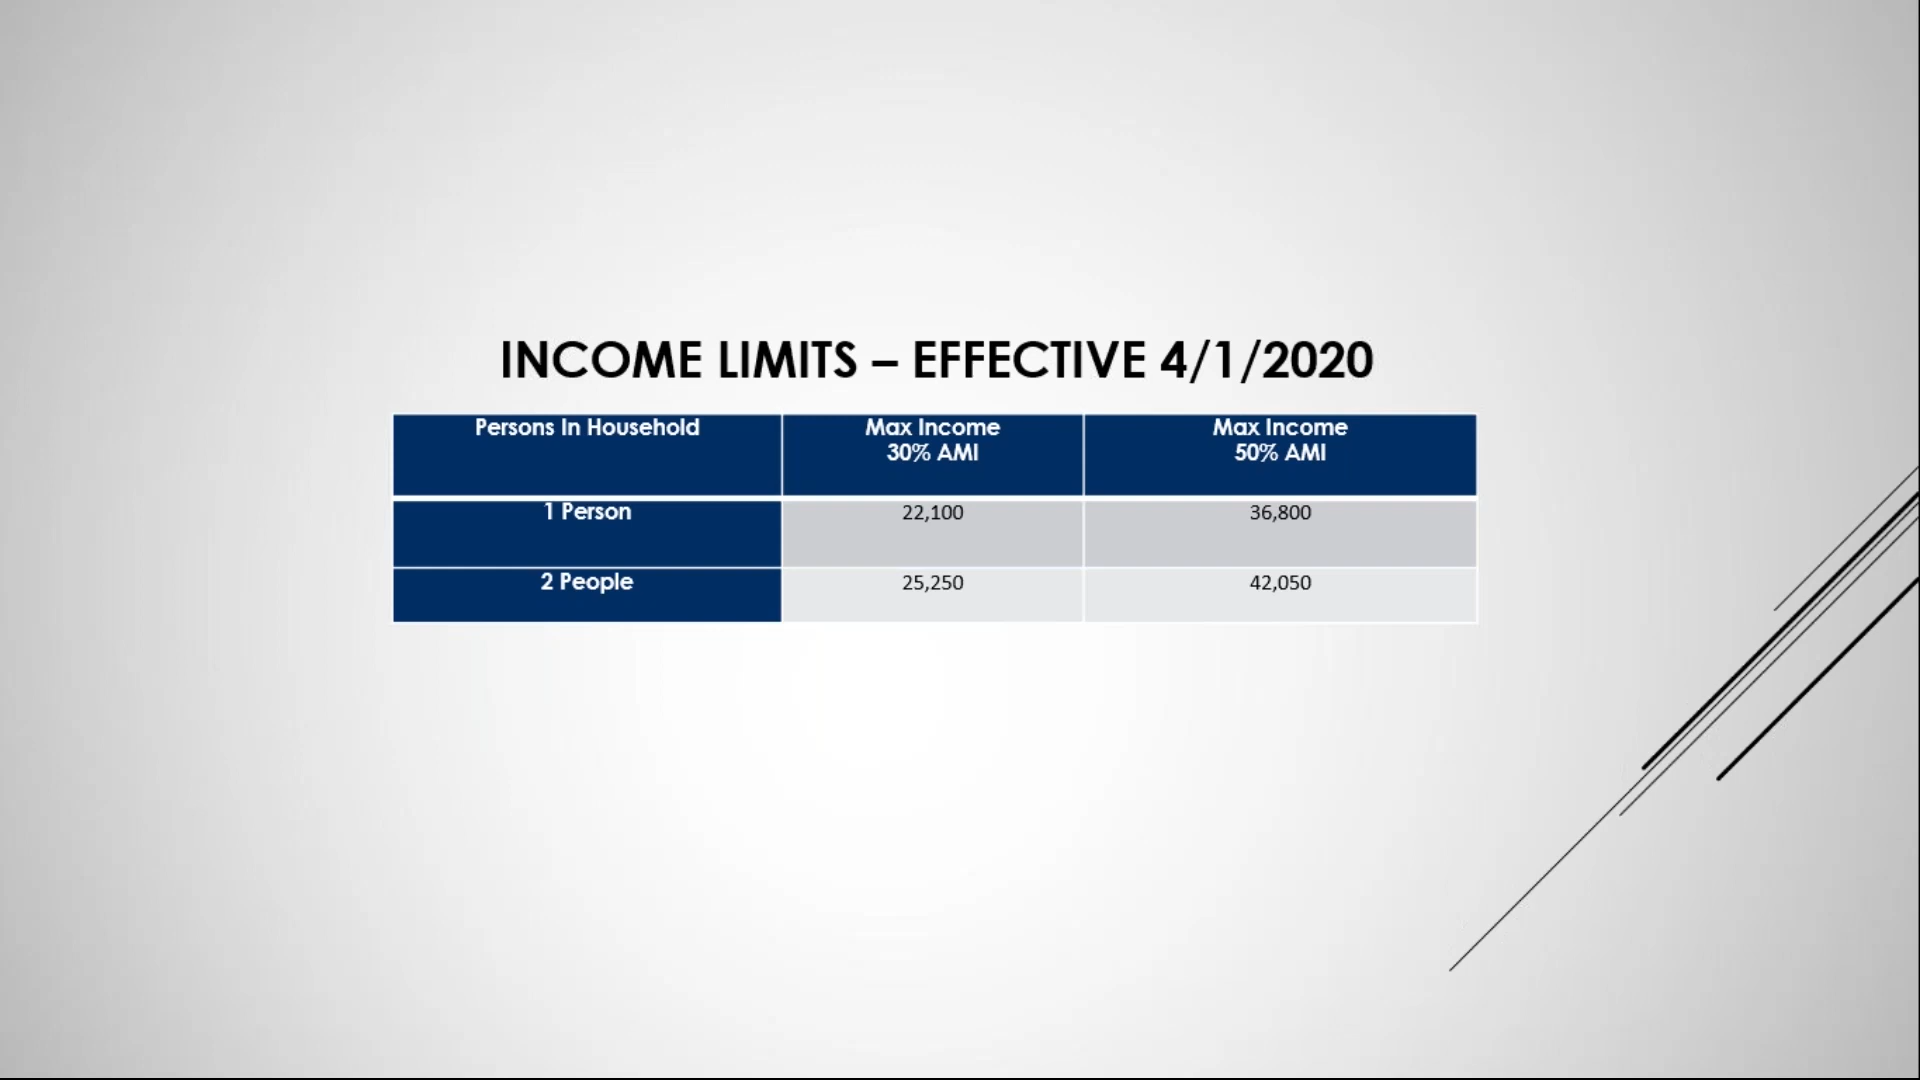 INCOME LIMITS – EFFECTIVE 4/1/2020
Persons In Household
Max Income
30% AMI
Max Income
50% AMI
1 Person
22,100
36,800
2 People
25,250
42,050